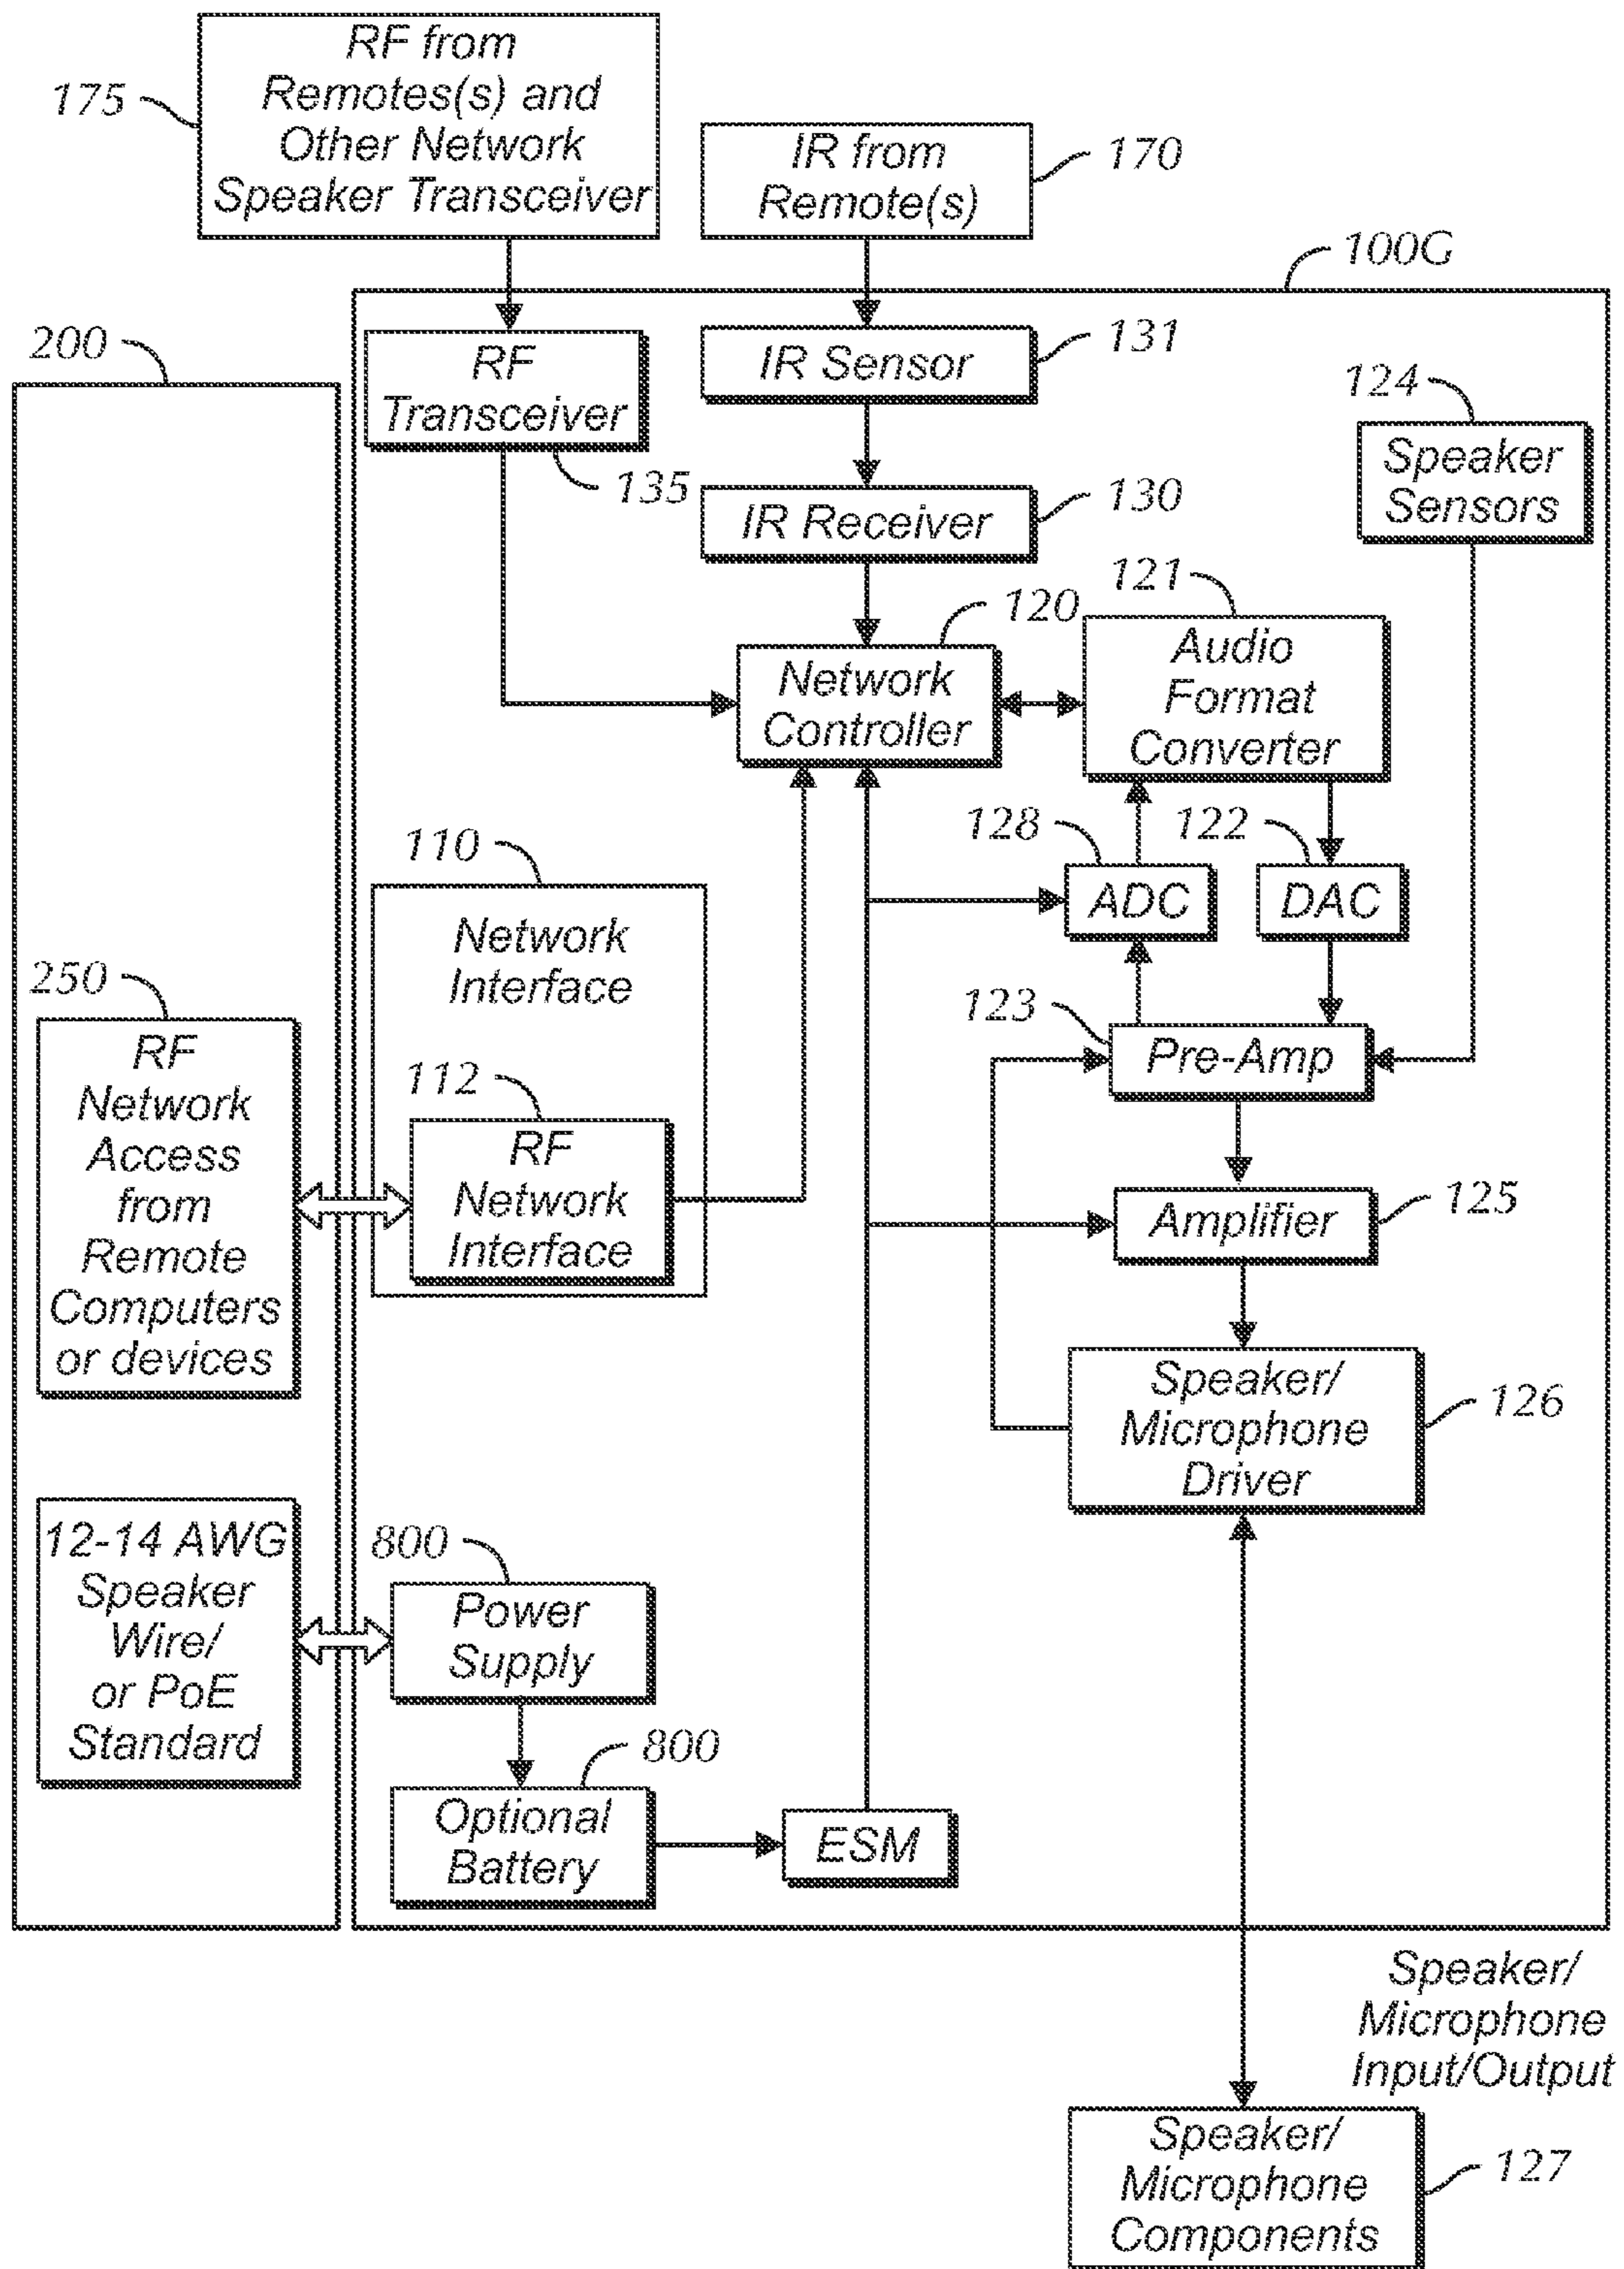 RF from
Remotes(s) and
Other Network
Speaker Transceiver
175
IR from
Remote(s)
170
100G
200
RF
Transceiver
135
IR Sensor
131
124
Speaker
Sensors
IR Receiver
130
120
Network
Controller
121
Audio
Format
Converter
110
Network
Interface
128
ADC
122
DAC
250
RF
Network
Access
from
Remote
Computers
or devices
112
RF
Network
Interface
123
Pre-Amp
Amplifier
125
Speaker/
Microphone
Driver
126
12-14 AWG
Speaker
Wire/
or PoE
Standard
800
Power
Supply
800
Optional
Battery
ESM
Speaker/
Microphone
Input/Output
Speaker/
Microphone
Components
127